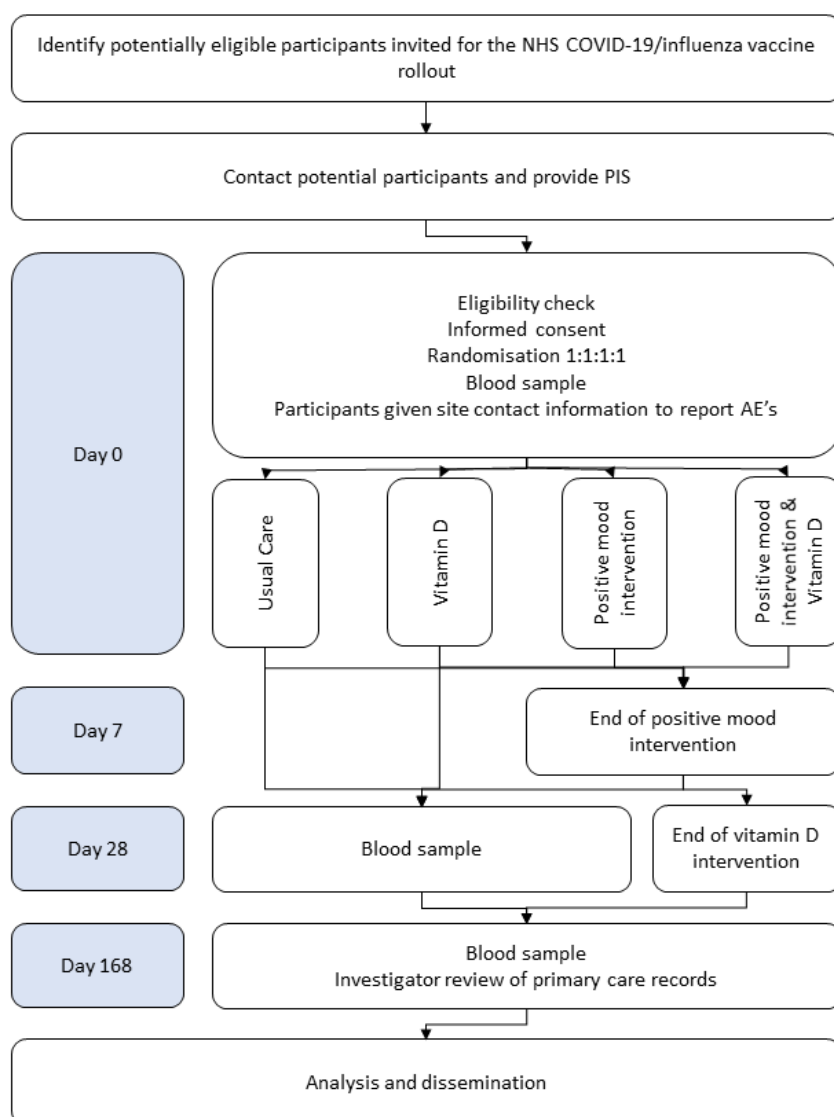 Identify potentially eligible participants invited for the NHS COVID-19/influenza vaccine
rollout
Contact potential participants and provide PIS
Day 0
Eligibility check
Informed consent
Randomisation 1:1:1:1
Blood sample
Participants given site contact information to report AE's
Usual Care
Vitamin D
Positive mood
intervention
Positive mood
intervention &
Vitamin D
Day 7
End of positive mood
intervention
Day 28
Blood sample
End of vitamin D
intervention
Day 168
Blood sample
Investigator review of primary care records
Analysis and dissemination